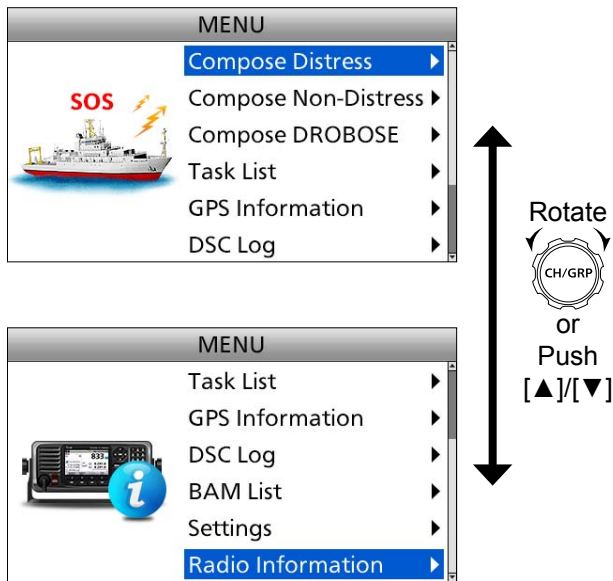 MENU
Compose Distress
SOS
Compose Non-Distress
Compose DROBOSE
Task List
GPS Information
DSC Log
Rotate
CH/GRP
or
Push
[▲]/[▼]
MENU
Task List
GPS Information
DSC Log
BAM List
Settings
Radio Information